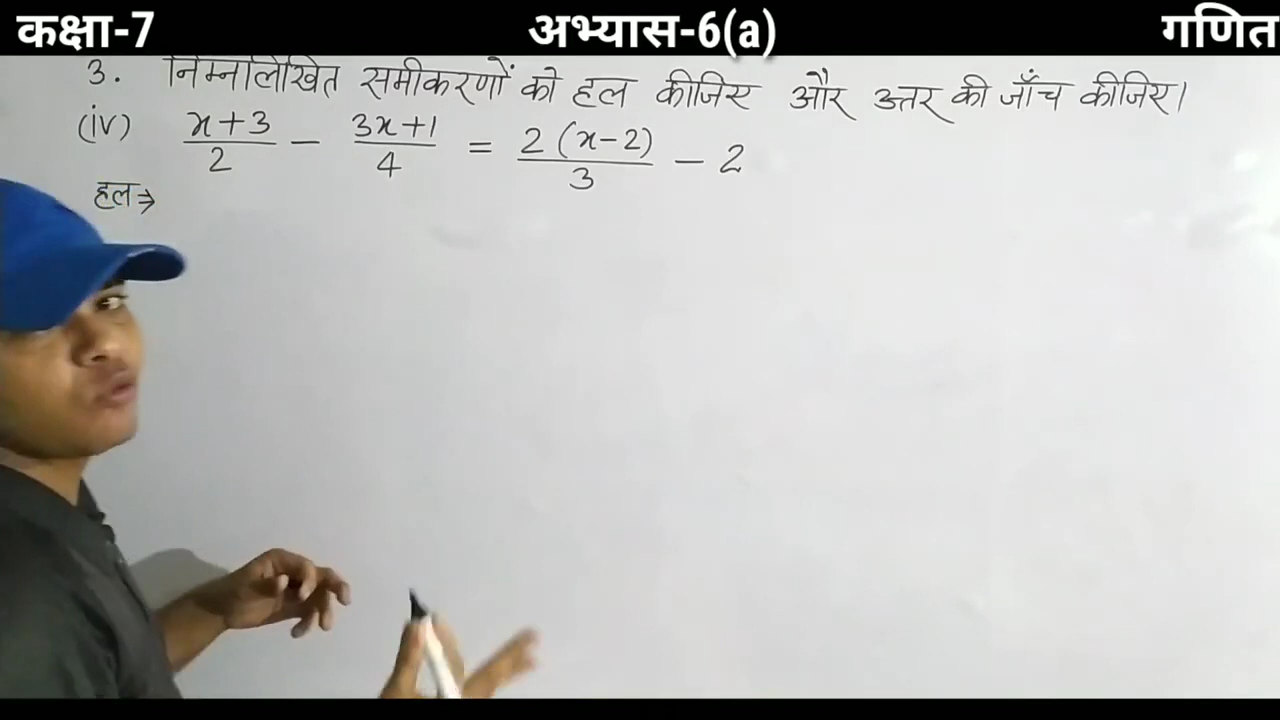 कक्षा-7 अभ्यास-6(a) गणित
3. निम्नलिखित समीकरणों को हल कीजिए और उत्तर की जाँच कीजिए।
(iv) (x+3)/2 - (3x+1)/4 = 2(x-2)/3 - 2
हल⇒